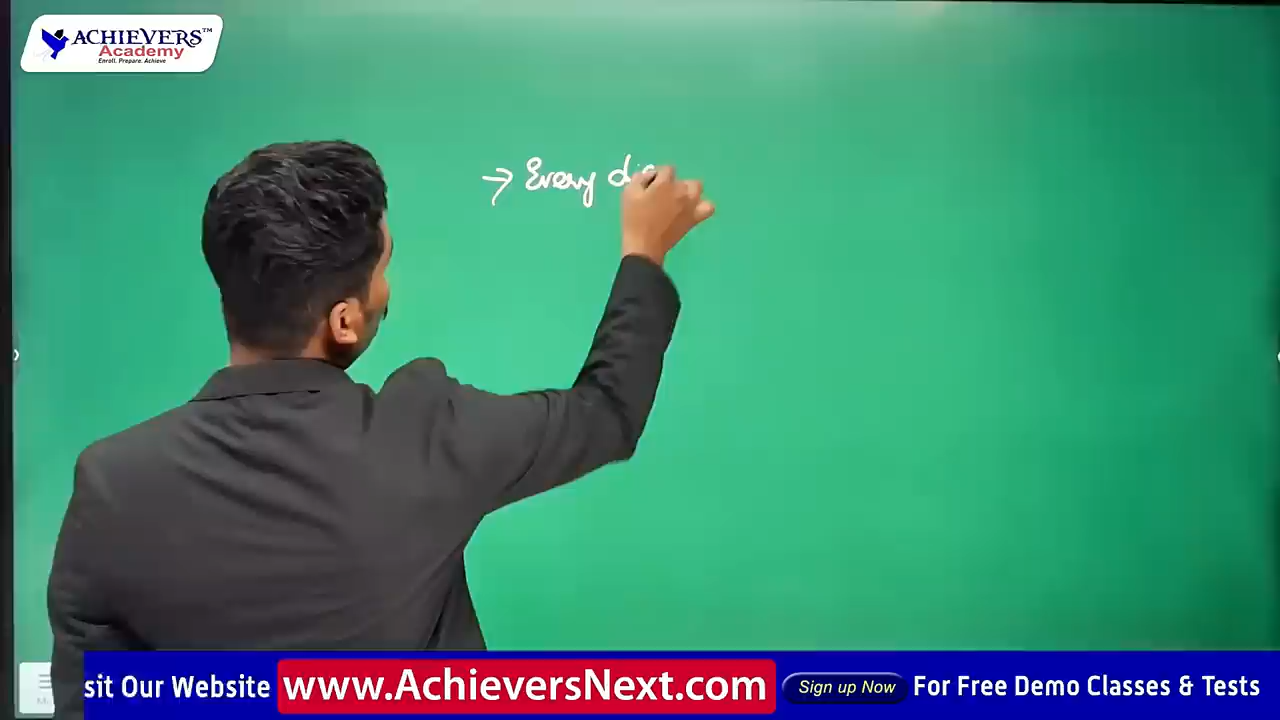 ACHIEVERS™
Academy
Enroll. Prepare. Achieve
→ Every
sit Our Website www.AchieversNext.com Sign up Now For Free Demo Classes & Tests